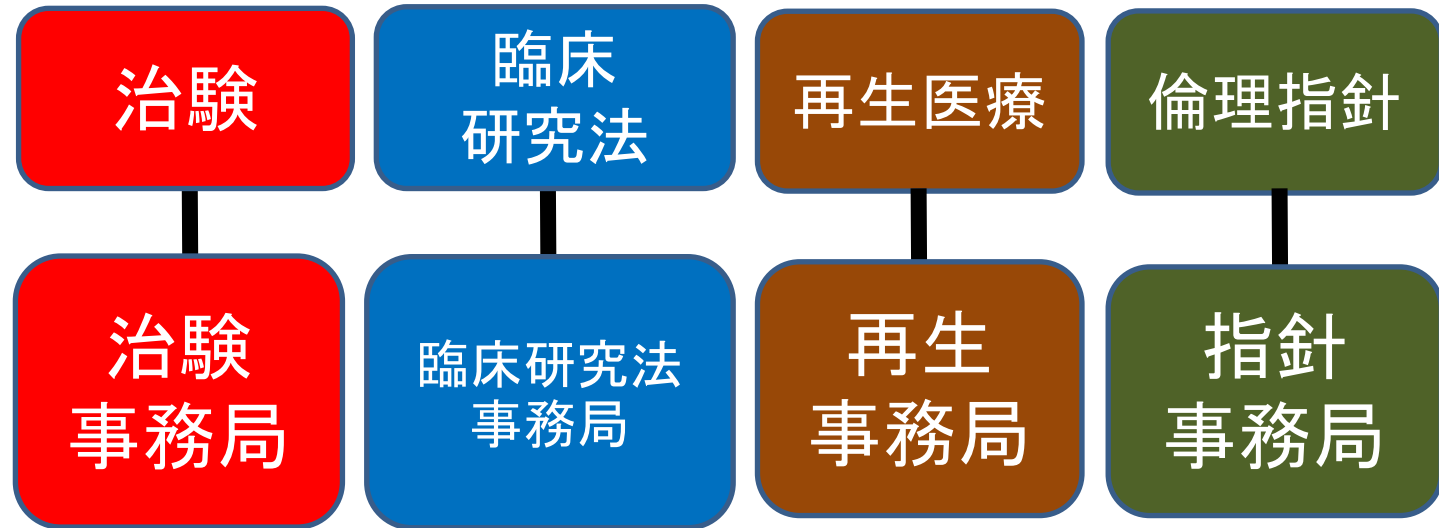 治験
臨床
研究法
再生医療
倫理指針
治験
事務局
臨床研究法
事務局
再生
事務局
指針
事務局